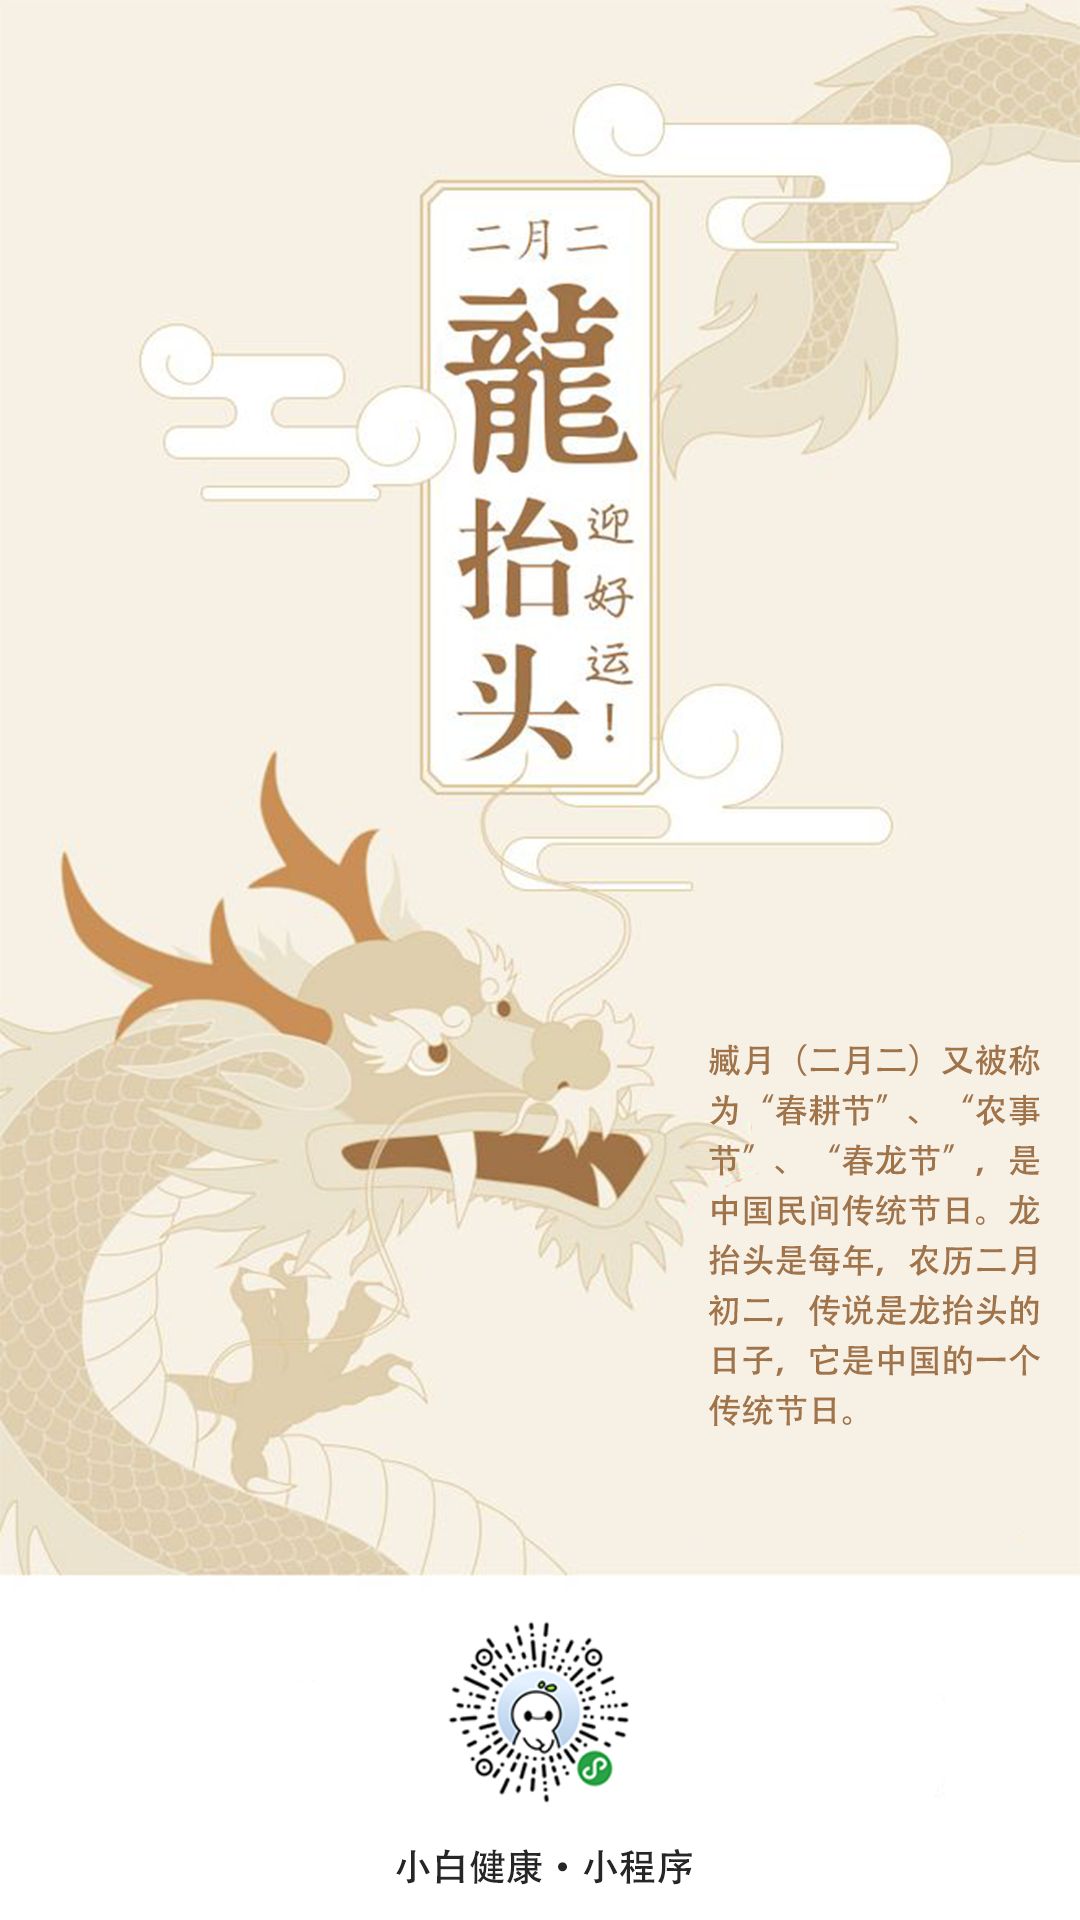 二月二
龍抬头
迎好运！
臧月（二月二）又被称
为“春耕节”、“农事
节”、“春龙节”，是
中国民间传统节日。龙
抬头是每年，农历二月
初二，传说是龙抬头的
日子，它是中国的一个
传统节日。
小白健康·小程序